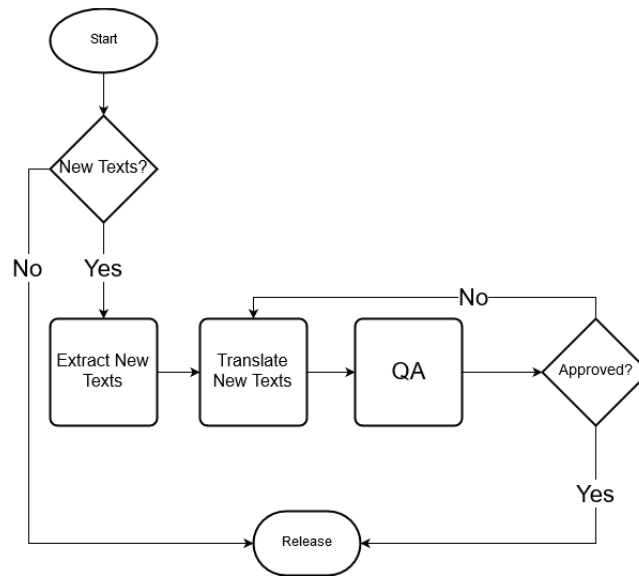 Start
New Texts?
No
Yes
No
Extract New
Texts
Translate
New Texts
QA
Approved?
Yes
Release